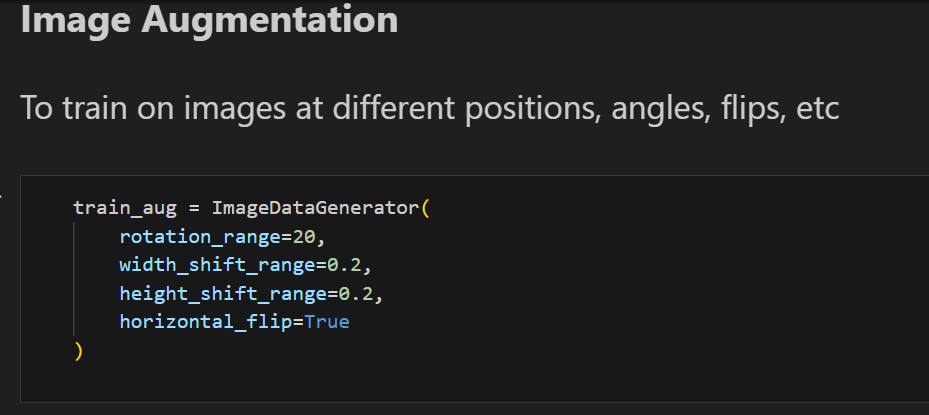 Image Augmentation
To train on images at different positions, angles, flips, etc
train_aug = ImageDataGenerator(
    rotation_range=20,
    width_shift_range=0.2,
    height_shift_range=0.2,
    horizontal_flip=True
)